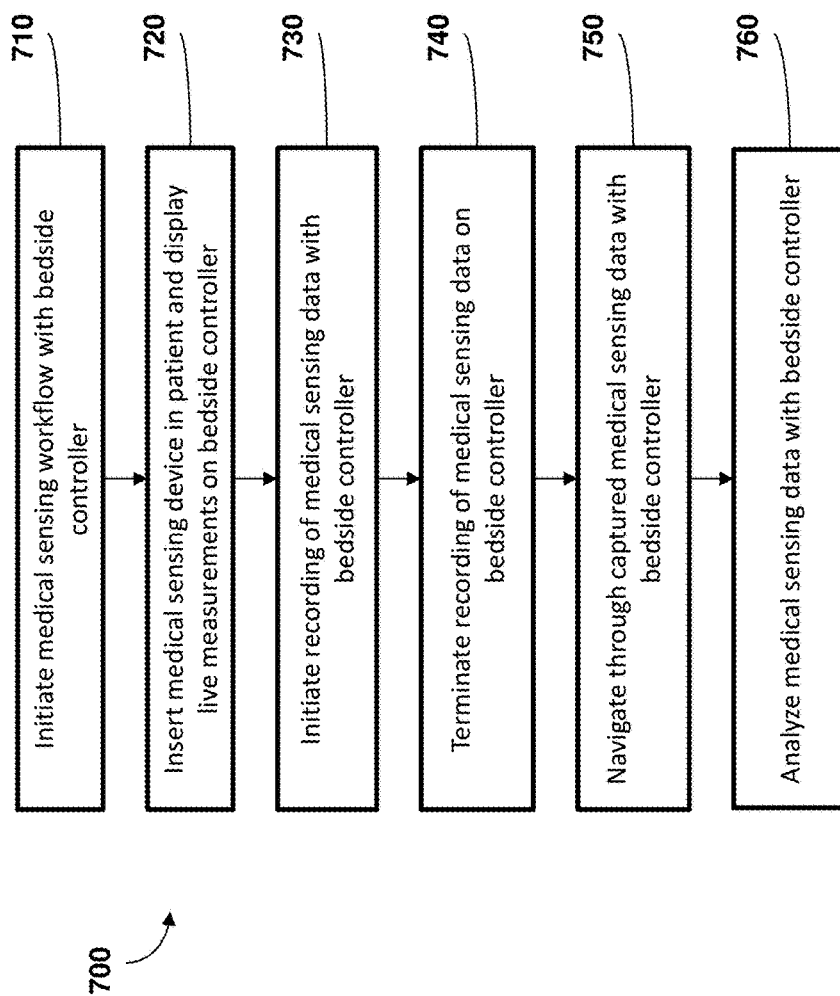 700
710
Initiate medical sensing workflow with bedside
controller
720
Insert medical sensing device in patient and display
live measurements on bedside controller
730
Initiate recording of medical sensing data with
bedside controller
740
Terminate recording of medical sensing data on
bedside controller
750
Navigate through captured medical sensing data with
bedside controller
760
Analyze medical sensing data with bedside controller